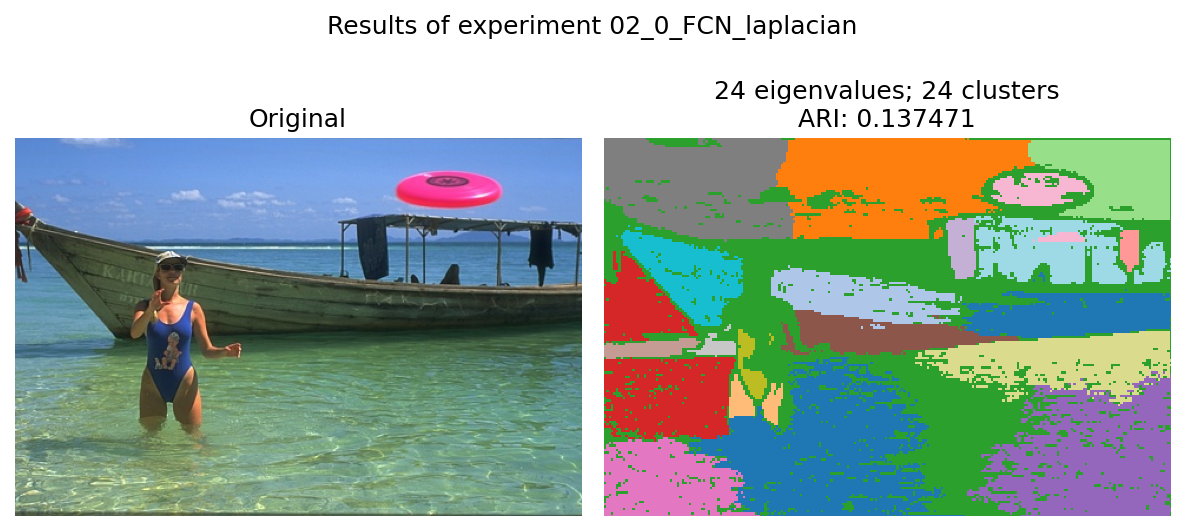 Results of experiment 02_0_FCN_laplacian
Original
24 eigenvalues; 24 clusters
ARI: 0.137471